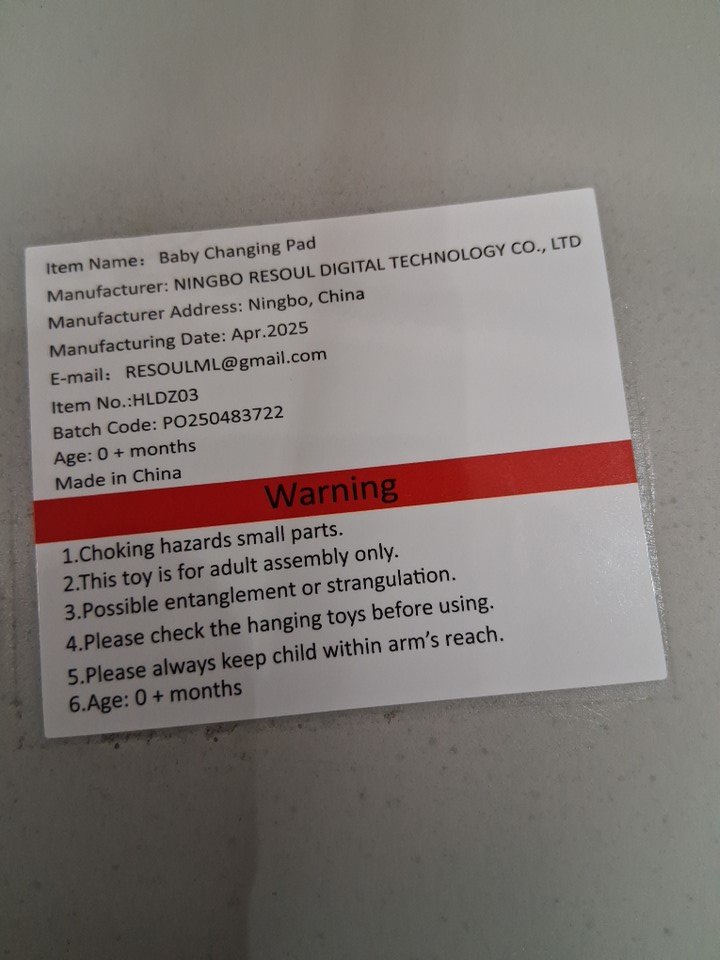 Item Name: Baby Changing Pad
Manufacturer: NINGBO RESOUL DIGITAL TECHNOLOGY CO., LTD
Manufacturer Address: Ningbo, China
Manufacturing Date: Apr.2025
E-mail: RESOULML@gmail.com
Item No.:HLDZ03
Batch Code: PO250483722
Age: 0 + months
Made in China
Warning
1.Choking hazards small parts.
2.This toy is for adult assembly only.
3.Possible entanglement or strangulation.
4.Please check the hanging toys before using.
5.Please always keep child within arm's reach.
6.Age: 0 + months